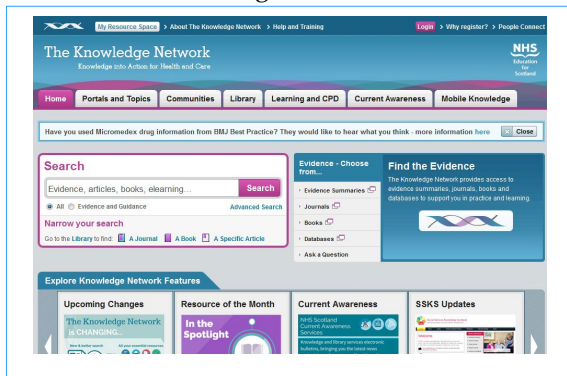 My Resource Space > About The Knowledge Network > Help and Training Login > Why register? > People Connect
The Knowledge Network
Knowledge into Action for Health and Care
NHS
Education
for
Scotland
Home Portals and Topics Communities Library Learning and CPD Current Awareness Mobile Knowledge
Have you used Micromedex drug information from BMJ Best Practice? They would like to hear what you think - more information here Close
Search
Evidence, articles, books, elearning... Search
All Evidence and Guidance Advanced Search
Narrow your search
Go to the Library to find: A Journal A Book A Specific Article
Evidence - Choose
from...
Evidence Summaries
Journals
Books
Databases
Ask a Question
Find the Evidence
The Knowledge Network provides access to
evidence summaries, journals, books and
databases to support you in practice and learning.
Explore Knowledge Network Features
Upcoming Changes
The Knowledge Network
is CHANGING...
New & better search All your essential resources
Resource of the Month
In the
Spotlight
Current Awareness
NHS Scotland
Current Awareness
Services
Knowledge and library services electronic
bulletins, bringing you the latest news
SSKS Updates